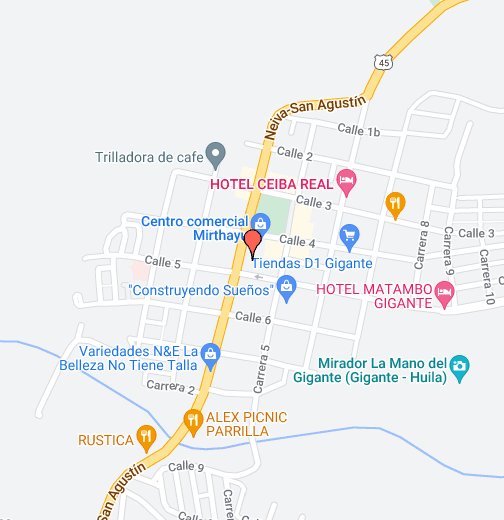 45
Neiva-San Agustín
Calle 1b
Calle 2
Trilladora de cafe
HOTEL CEIBA REAL
Calle 3
Carrera 8
Calle 3
Centro comercial
Mirthayu
Calle 4
Carrera 9
Carrera 10
Calle 5
Tiendas D1 Gigante
"Construyendo Sueños"
HOTEL MATAMBO
GIGANTE
Calle 6
Variedades N&E La
Belleza No Tiene Talla
Carrera 5
Mirador La Mano del
Gigante (Gigante - Huila)
Carrera 2
ALEX PICNIC
PARRILLA
RUSTICA
Calle 9
San Agustín